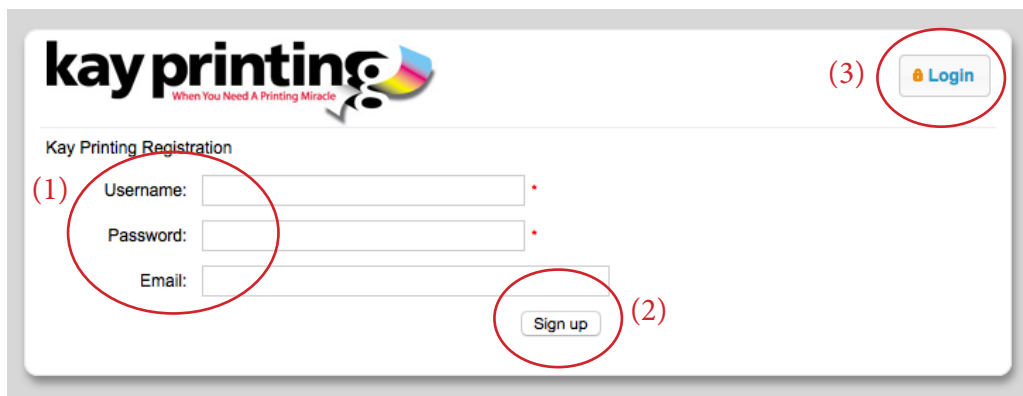 kay printing
When You Need A Printing Miracle
(3)
Login
Kay Printing Registration
(1)
Username: *
Password: *
Email:
Sign up
(2)